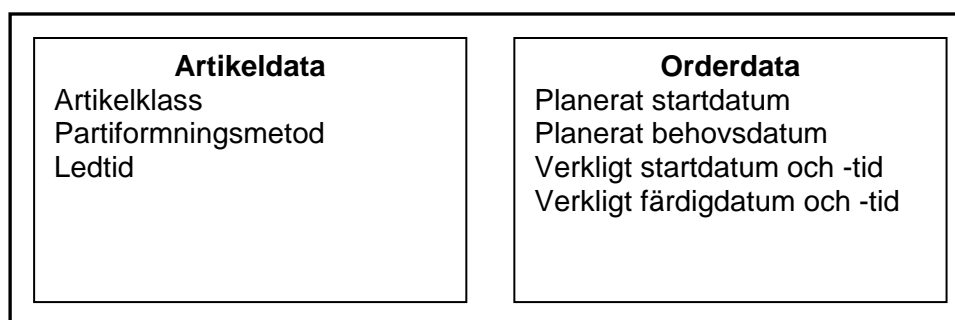 Artikeldata
Artikelklass
Partiformningsmetod
Ledtid
Orderdata
Planerat startdatum
Planerat behovsdatum
Verkligt startdatum och -tid
Verkligt färdigdatum och -tid